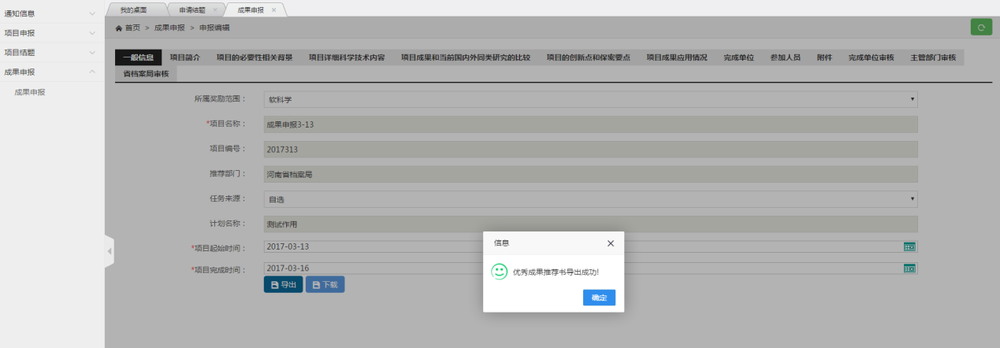 通知信息
项目申报
项目结题
成果申报
成果申报
我的桌面 申请结题 成果申报
首页 > 成果申报 > 申报编辑
一般信息 项目简介 项目的必要性相关背景 项目详细科学技术内容 项目成果和当前国内外同类研究的比较 项目的创新点和保密要点 项目成果应用情况 完成单位 参加人员 附件 完成单位审核 主管部门审核
省档案局审核
所属奖励范围： 软科学
*项目名称： 成果申报3-13
项目编号： 2017313
推荐部门： 河南省档案局
任务来源： 自选
计划名称： 测试作用
*项目起始时间： 2017-03-13
*项目完成时间： 2017-03-16
导出 下载
信息
优秀成果推荐书导出成功!
确定